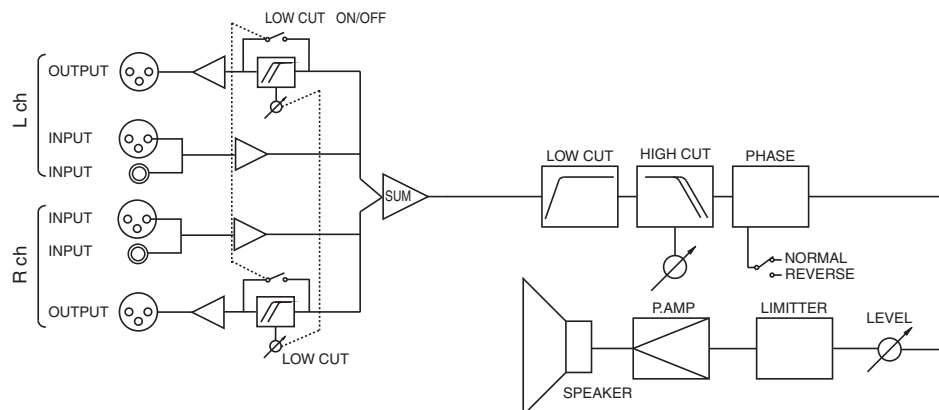 LOW CUT ON/OFF
L ch
OUTPUT
INPUT
INPUT
R ch
INPUT
INPUT
OUTPUT
LOW CUT
SUM
LOW CUT
HIGH CUT
PHASE
NORMAL
REVERSE
SPEAKER
P.AMP
LIMITTER
LEVEL